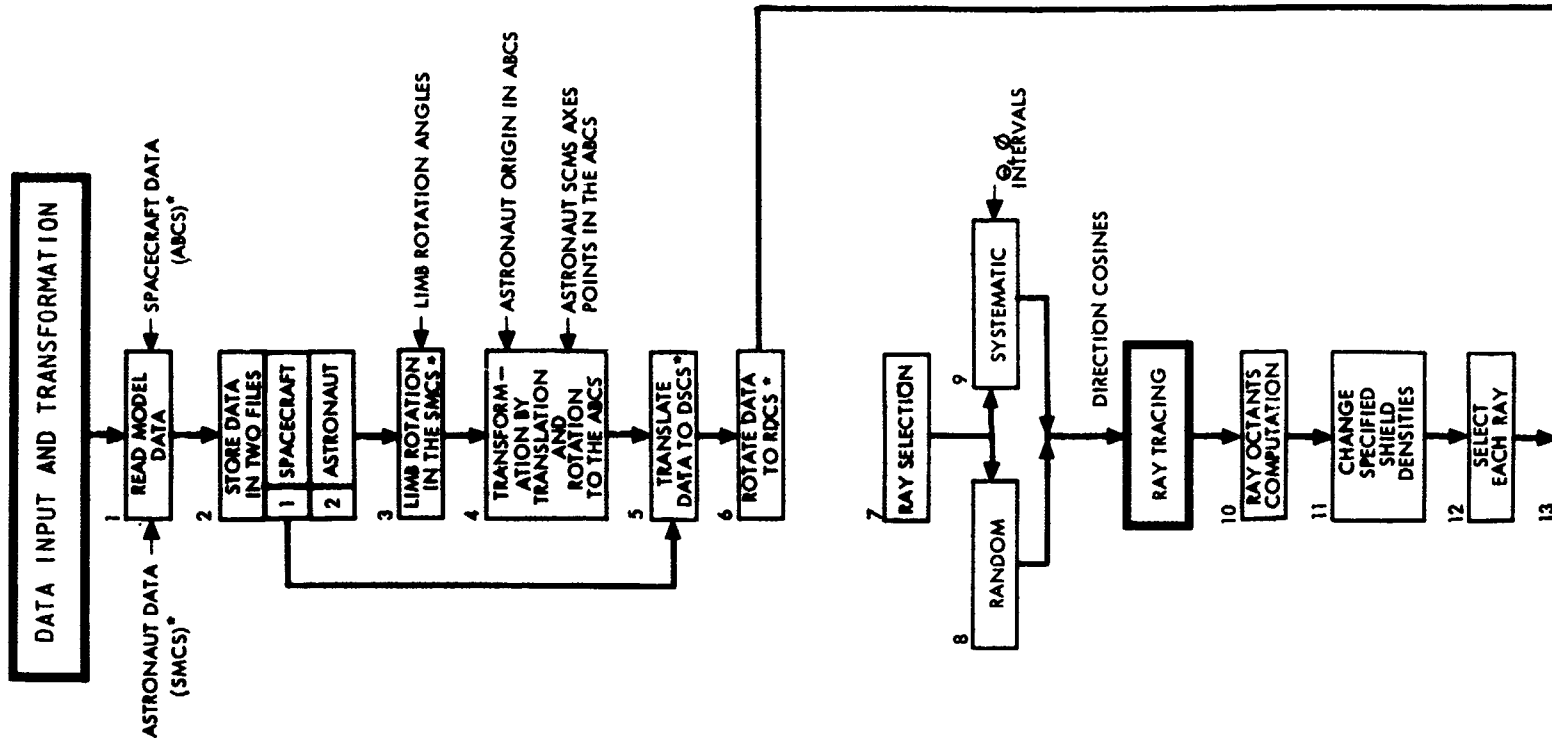 DATA INPUT AND TRANSFORMATION
ASTRONAUT DATA
(SMCS)*
1
READ MODEL
DATA
SPACECRAFT DATA
(ABCS)*
2
STORE DATA
IN TWO FILES
1 SPACECRAFT
2 ASTRONAUT
3
LIMB ROTATION
IN THE SMCS*
LIMB ROTATION ANGLES
4
TRANSFORM-
ATION BY
TRANSLATION
AND
ROTATION
TO THE ABCS
ASTRONAUT ORIGIN IN ABCS
ASTRONAUT SCMS AXES
POINTS IN THE ABCS
5
TRANSLATE
DATA TO DSCS*
6
ROTATE DATA
TO RDCS*
7
RAY SELECTION
8
RANDOM
9
SYSTEMATIC
Θ, Φ
INTERVALS
DIRECTION COSINES
RAY TRACING
10
RAY OCTANTS
COMPUTATION
11
CHANGE
SPECIFIED
SHIELD
DENSITIES
12
SELECT
EACH RAY
13